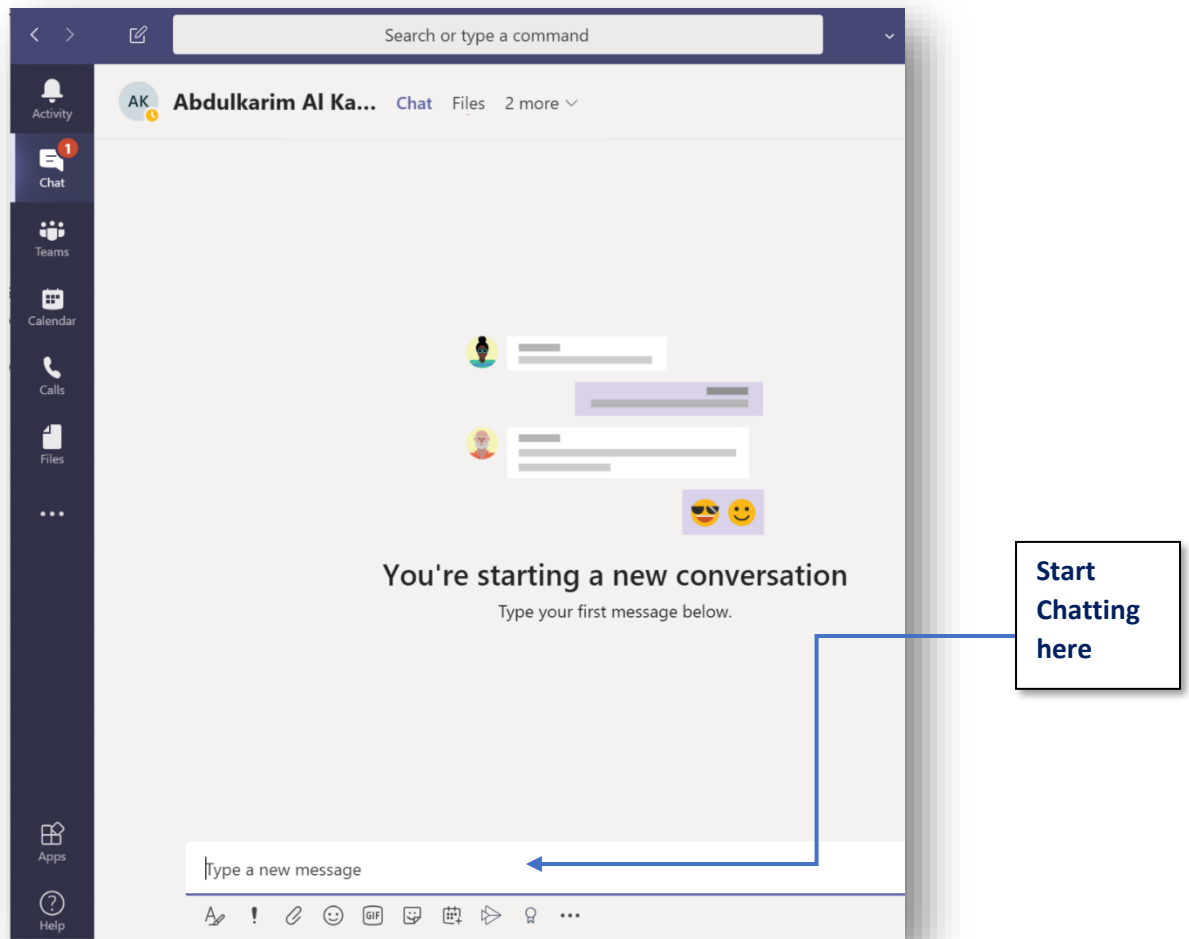 Search or type a command
Activity
1
Chat
Teams
Calendar
Calls
Files
AK Abdulkarim Al Ka... Chat Files 2 more
You're starting a new conversation
Type your first message below.
Start
Chatting
here
Type a new message
GIF
Apps
Help